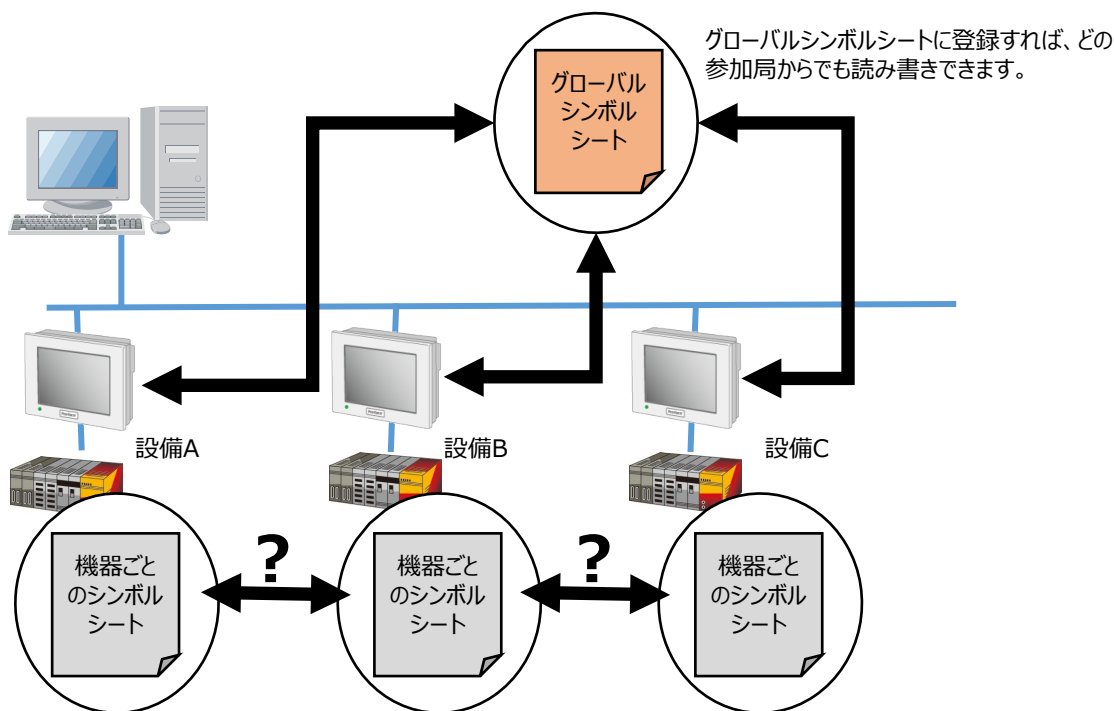 グローバルシンボルシートに登録すれば、どの
参加局からでも読み書きできます。
グローバル
シンボル
シート
設備A
設備B
設備C
機器ごと
のシンボル
シート
?
機器ごと
のシンボル
シート
?
機器ごと
のシンボル
シート